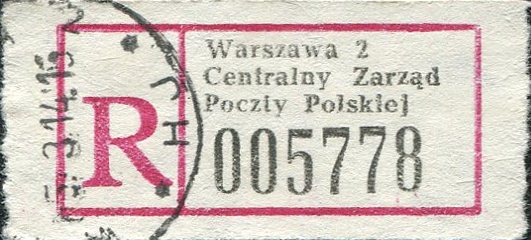 R
Warszawa 2
Centralny Zarząd
Poczty Polskiej
005778